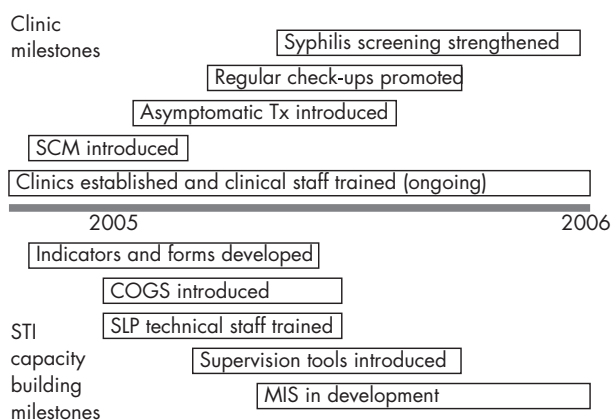 Clinic
milestones
Syphilis screening strengthened
Regular check-ups promoted
Asymptomatic Tx introduced
SCM introduced
Clinics established and clinical staff trained (ongoing)
2005
2006
Indicators and forms developed
COGS introduced
SLP technical staff trained
Supervision tools introduced
MIS in development
STI
capacity
building
milestones